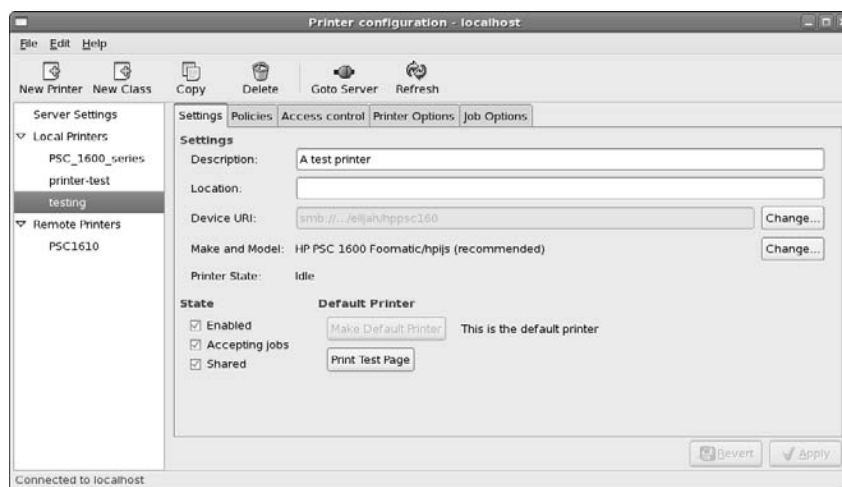 Printer configuration - localhost
File Edit Help
New Printer New Class Copy Delete Goto Server Refresh
Server Settings
Local Printers
PSC_1600_series
printer-test
testing
Remote Printers
PSC1610
Settings Policies Access control Printer Options Job Options
Settings
Description: A test printer
Location:
Device URI: smb://.../elijah/hppsc160 Change...
Make and Model: HP PSC 1600 Foomatic/hpijs (recommended) Change...
Printer State: Idle
State Default Printer
Enabled Make Default Printer This is the default printer
Accepting jobs
Shared Print Test Page
Revert Apply
Connected to localhost